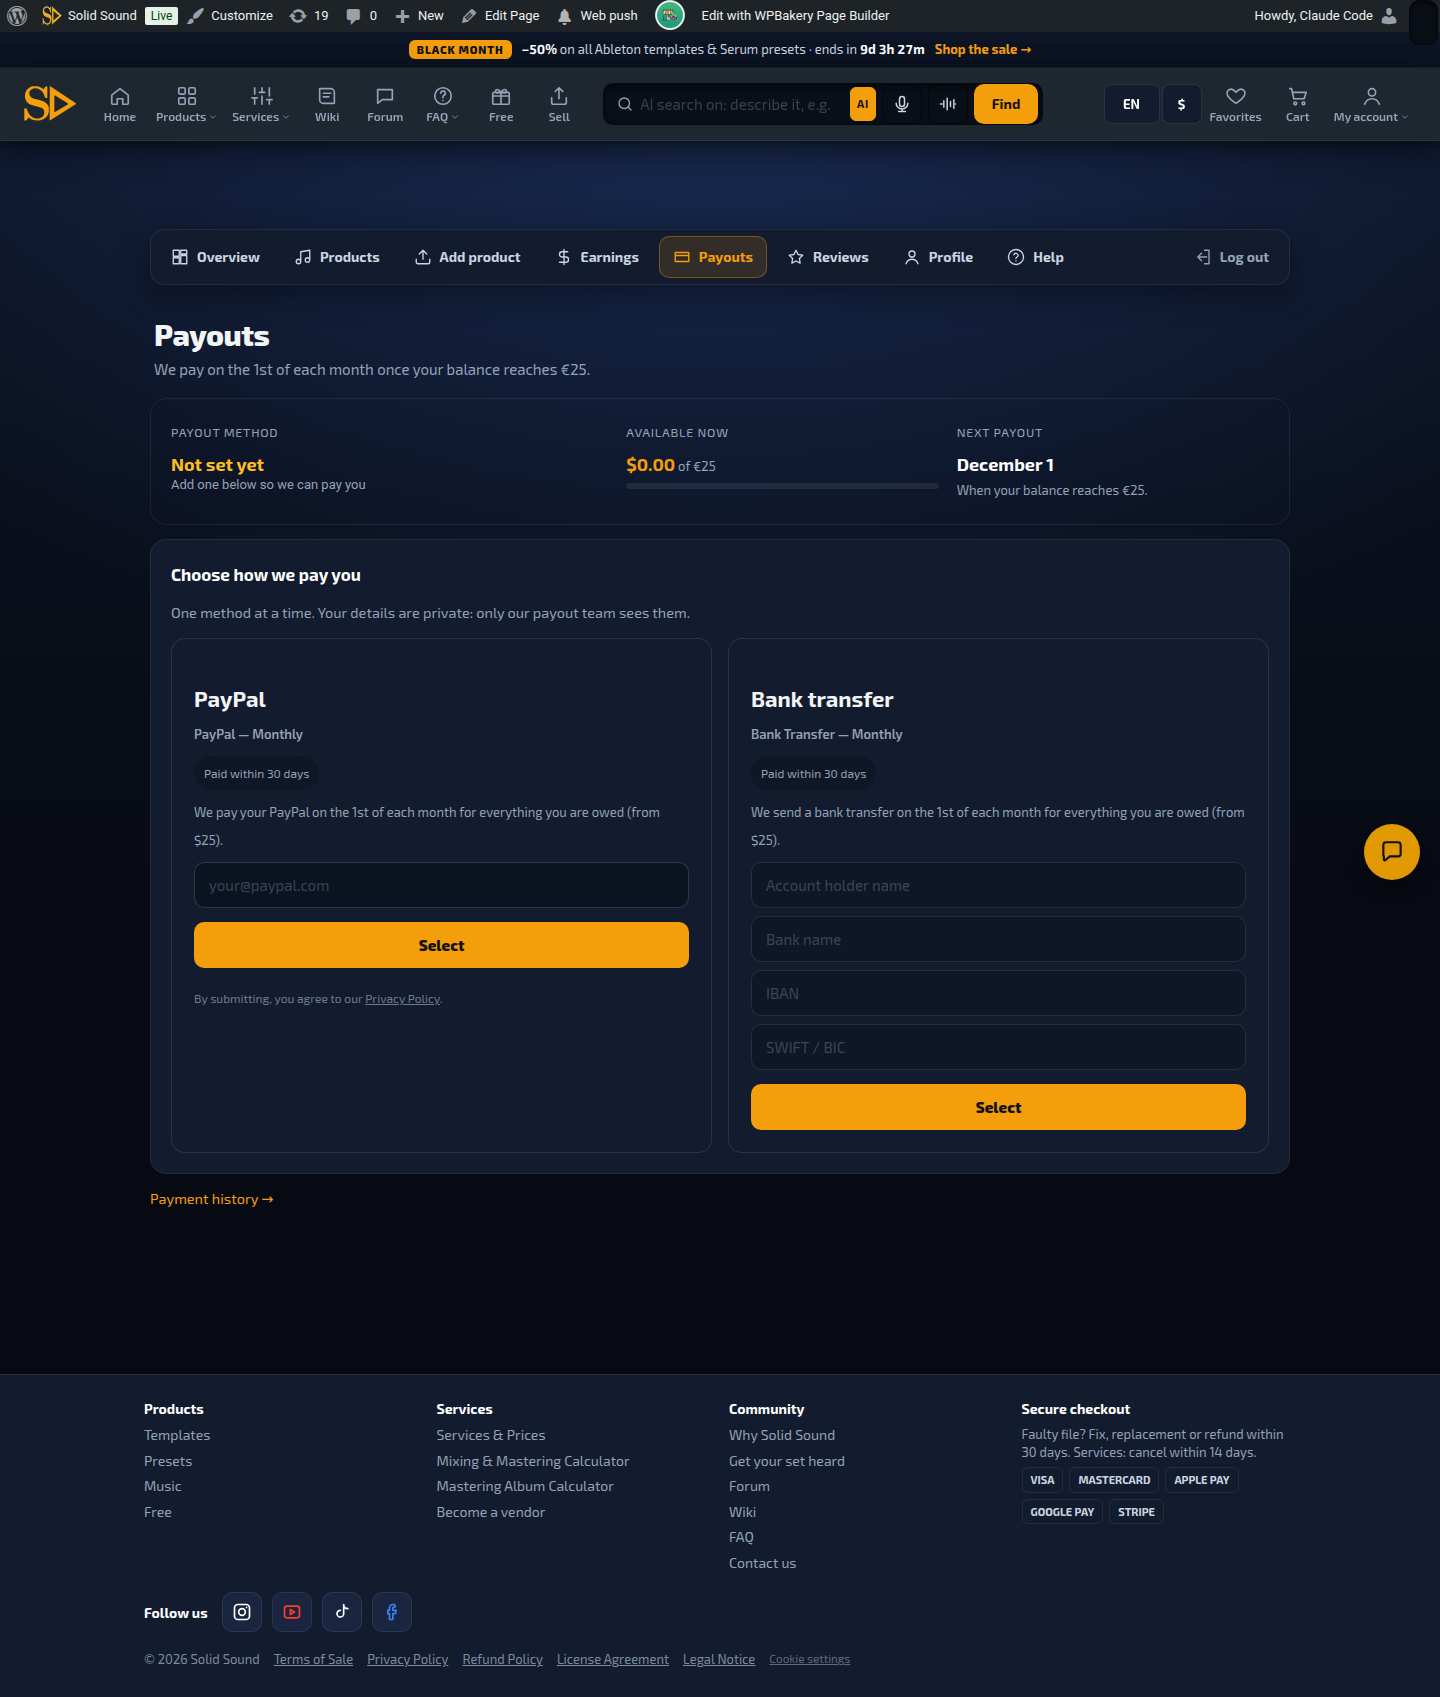 Solid Sound Live Customize 19 0 New Edit Page Web push Edit with WPBakery Page Builder Howdy, Claude Code
BLACK MONTH –50% on all Ableton templates & Serum presets · ends in 9d 3h 27m Shop the sale →
Home Products Services Wiki Forum FAQ Free Sell AI search on: describe it, e.g. AI Find EN $ Favorites Cart My account
Overview Products Add product Earnings Payouts Reviews Profile Help Log out
Payouts
We pay on the 1st of each month once your balance reaches €25.
PAYOUT METHOD
Not set yet
Add one below so we can pay you
AVAILABLE NOW
$0.00 of €25
NEXT PAYOUT
December 1
When your balance reaches €25.
Choose how we pay you
One method at a time. Your details are private: only our payout team sees them.
PayPal
PayPal — Monthly
Paid within 30 days
We pay your PayPal on the 1st of each month for everything you are owed (from
$25).
your@paypal.com
Select
By submitting, you agree to our Privacy Policy.
Bank transfer
Bank Transfer — Monthly
Paid within 30 days
We send a bank transfer on the 1st of each month for everything you are owed (from
$25).
Account holder name
Bank name
IBAN
SWIFT / BIC
Select
Payment history →
Products
Templates
Presets
Music
Free
Services
Services & Prices
Mixing & Mastering Calculator
Mastering Album Calculator
Become a vendor
Community
Why Solid Sound
Get your set heard
Forum
Wiki
FAQ
Contact us
Secure checkout
Faulty file? Fix, replacement or refund within
30 days. Services: cancel within 14 days.
VISA MASTERCARD APPLE PAY
GOOGLE PAY STRIPE
Follow us
© 2026 Solid Sound Terms of Sale Privacy Policy Refund Policy License Agreement Legal Notice Cookie settings